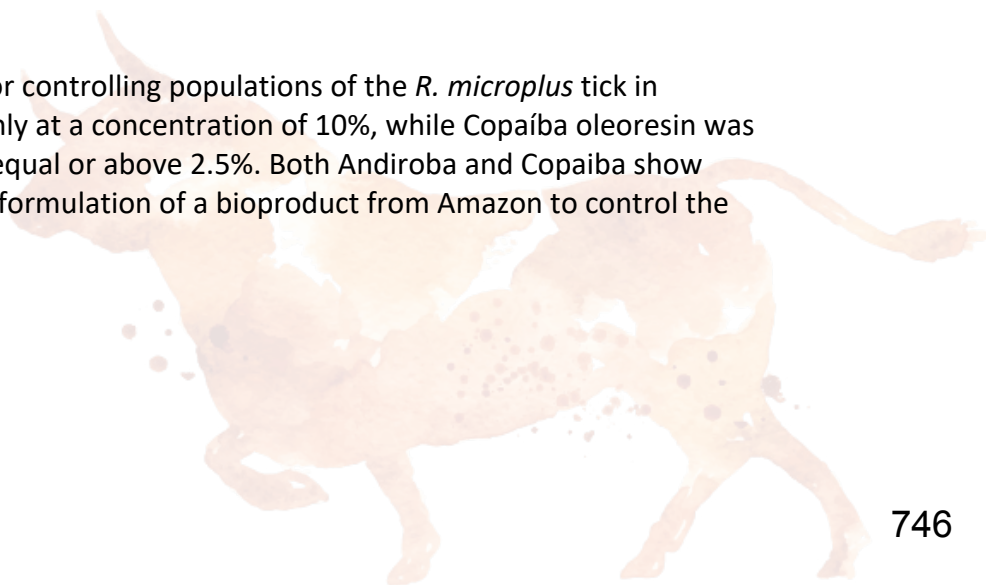 or controlling populations of the R. microplus tick in
nly at a concentration of 10%, while Copaíba oleoresin was
equal or above 2.5%. Both Andiroba and Copaiba show
formulation of a bioproduct from Amazon to control the
746